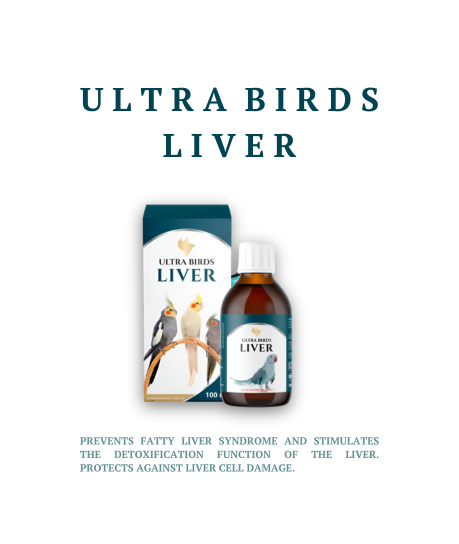 ULTRA BIRDS
LIVER
ULTRA BIRDS
LIVER
100
ULTRA BIRDS
LIVER
PREVENTS FATTY LIVER SYNDROME AND STIMULATES
THE DETOXIFICATION FUNCTION OF THE LIVER.
PROTECTS AGAINST LIVER CELL DAMAGE.